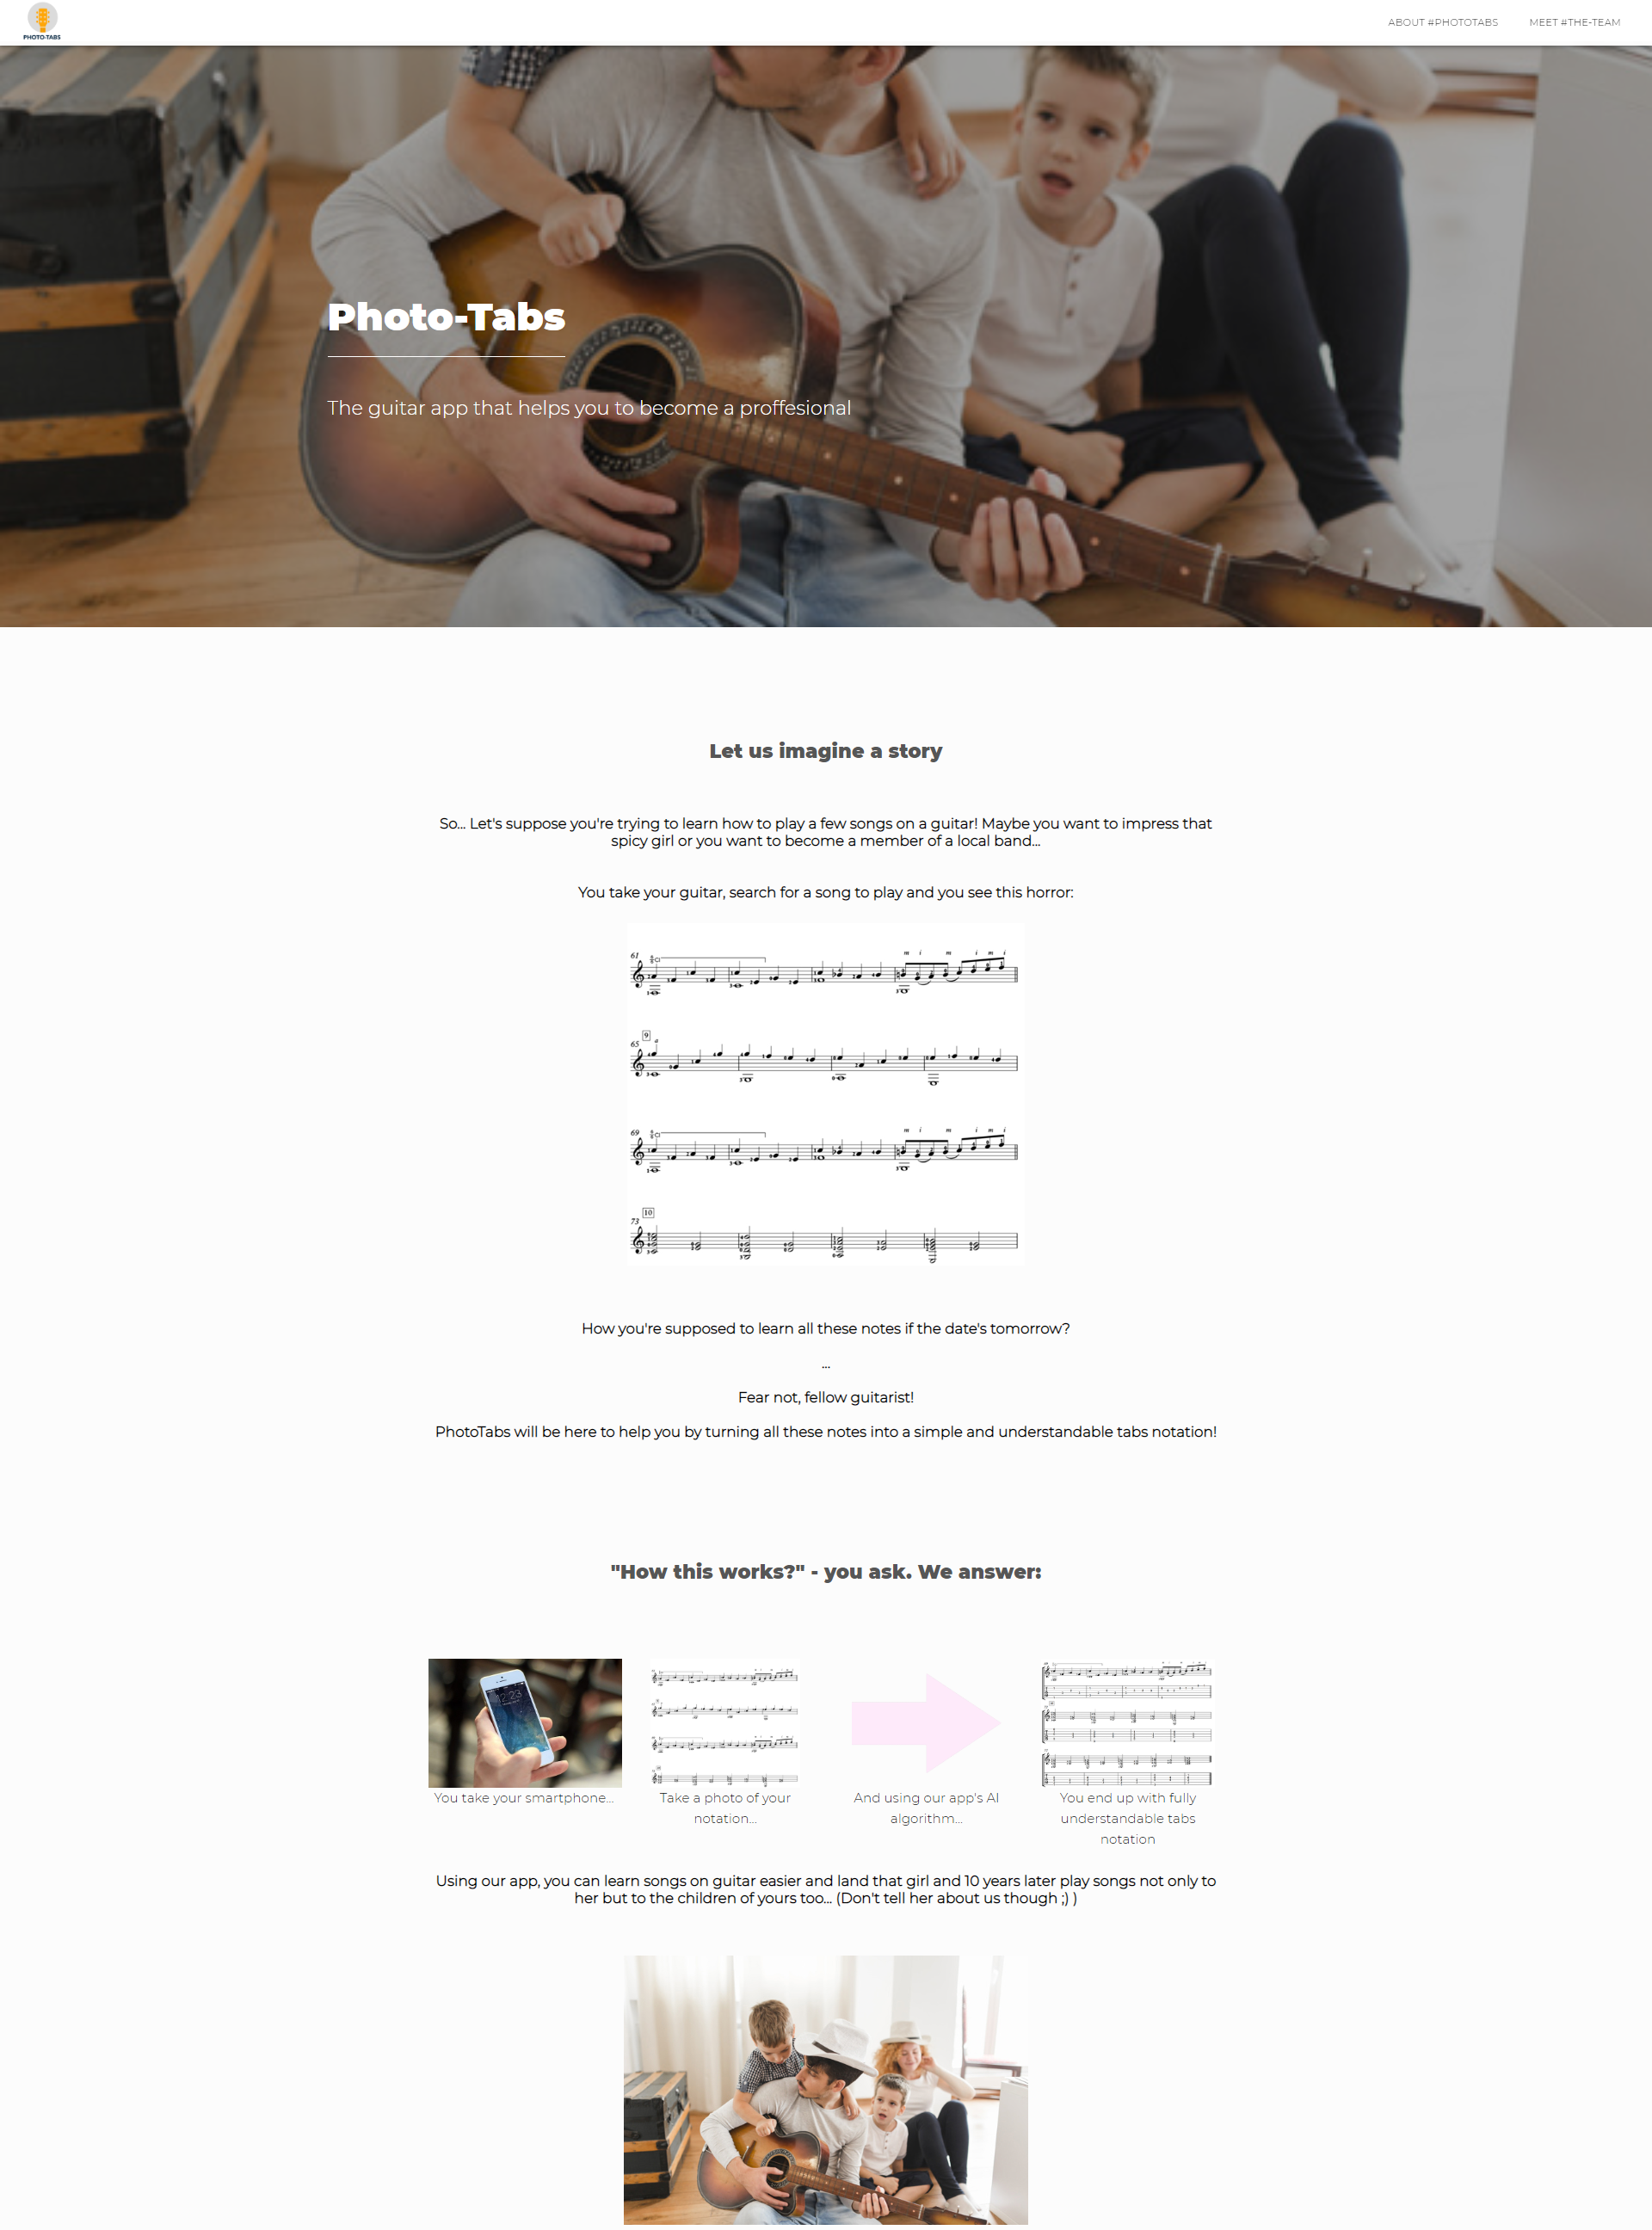 PHOTO-TABS
ABOUT #PHOTOTABS
MEET #THE-TEAM
Photo-Tabs
The guitar app that helps you to become a proffesional
Let us imagine a story
So... Let's suppose you're trying to learn how to play a few songs on a guitar! Maybe you want to impress that
spicy girl or you want to become a member of a local band...
You take your guitar, search for a song to play and you see this horror:
61
m i m i m i
9
65
a
69
m i m i m i
10
73
How you're supposed to learn all these notes if the date's tomorrow?
...
Fear not, fellow guitarist!
PhotoTabs will be here to help you by turning all these notes into a simple and understandable tabs notation!
"How this works?" - you ask. We answer:
12:23
You take your smartphone...
Take a photo of your
notation...
And using our app's AI
algorithm...
You end up with fully
understandable tabs
notation
Using our app, you can learn songs on guitar easier and land that girl and 10 years later play songs not only to
her but to the children of yours too... (Don't tell her about us though ;) )